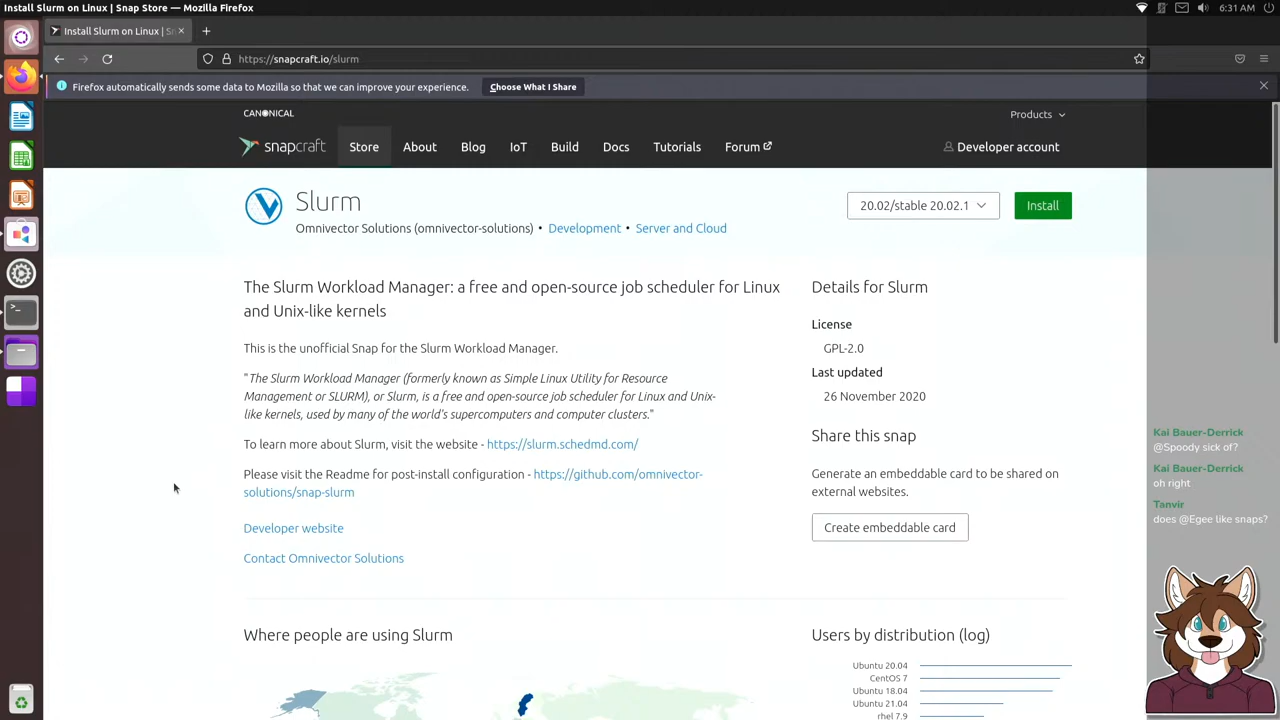 Install Slurm on Linux | Snap Store — Mozilla Firefox
6:31 AM
Install Slurm on Linux | S
https://snapcraft.io/slurm
Firefox automatically sends some data to Mozilla so that we can improve your experience.
Choose What I Share
CANONICAL
Products
snapcraft
Store
About
Blog
IoT
Build
Docs
Tutorials
Forum
Developer account
Slurm
20.02/stable 20.02.1
Install
Omnivector Solutions (omnivector-solutions) • Development • Server and Cloud
The Slurm Workload Manager: a free and open-source job scheduler for Linux
and Unix-like kernels
This is the unofficial Snap for the Slurm Workload Manager.
"The Slurm Workload Manager (formerly known as Simple Linux Utility for Resource
Management or SLURM), or Slurm, is a free and open-source job scheduler for Linux and Unix-
like kernels, used by many of the world's supercomputers and computer clusters."
To learn more about Slurm, visit the website - https://slurm.schedmd.com/
Please visit the Readme for post-install configuration - https://github.com/omnivector-
solutions/snap-slurm
Developer website
Contact Omnivector Solutions
Details for Slurm
License
GPL-2.0
Last updated
26 November 2020
Share this snap
Generate an embeddable card to be shared on
external websites.
Create embeddable card
Where people are using Slurm
Users by distribution (log)
Ubuntu 20.04
CentOS 7
Ubuntu 18.04
Ubuntu 21.04
rhel 7.9
Kai Bauer-Derrick
@Spoody sick of?
Kai Bauer-Derrick
oh right
Tanvir
does @Egee like snaps?